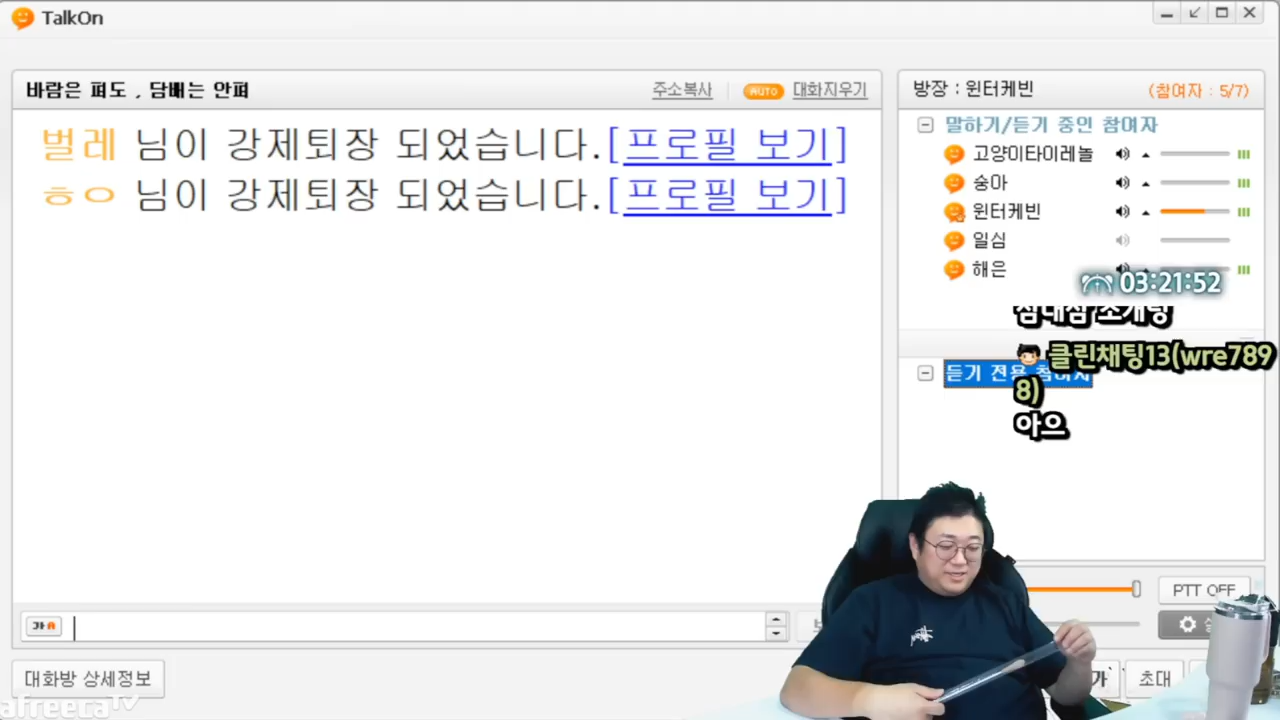 TalkOn
바람은 펴도 , 담배는 안펴
주소복사
AUTO 대화지우기
벌레 님이 강제퇴장 되었습니다.[프로필 보기]
ㅎㅇ 님이 강제퇴장 되었습니다.[프로필 보기]
방장 : 윈터케빈
(참여자 : 5/7)
말하기/듣기 중인 참여자
고양이타이레놀
숭아
윈터케빈
일심
해은
03:21:52
클린채팅13(wre789
8)
아으
듣기 전용 참여자
PTT OFF
가
대화방 상세정보
초대
afreecaTV